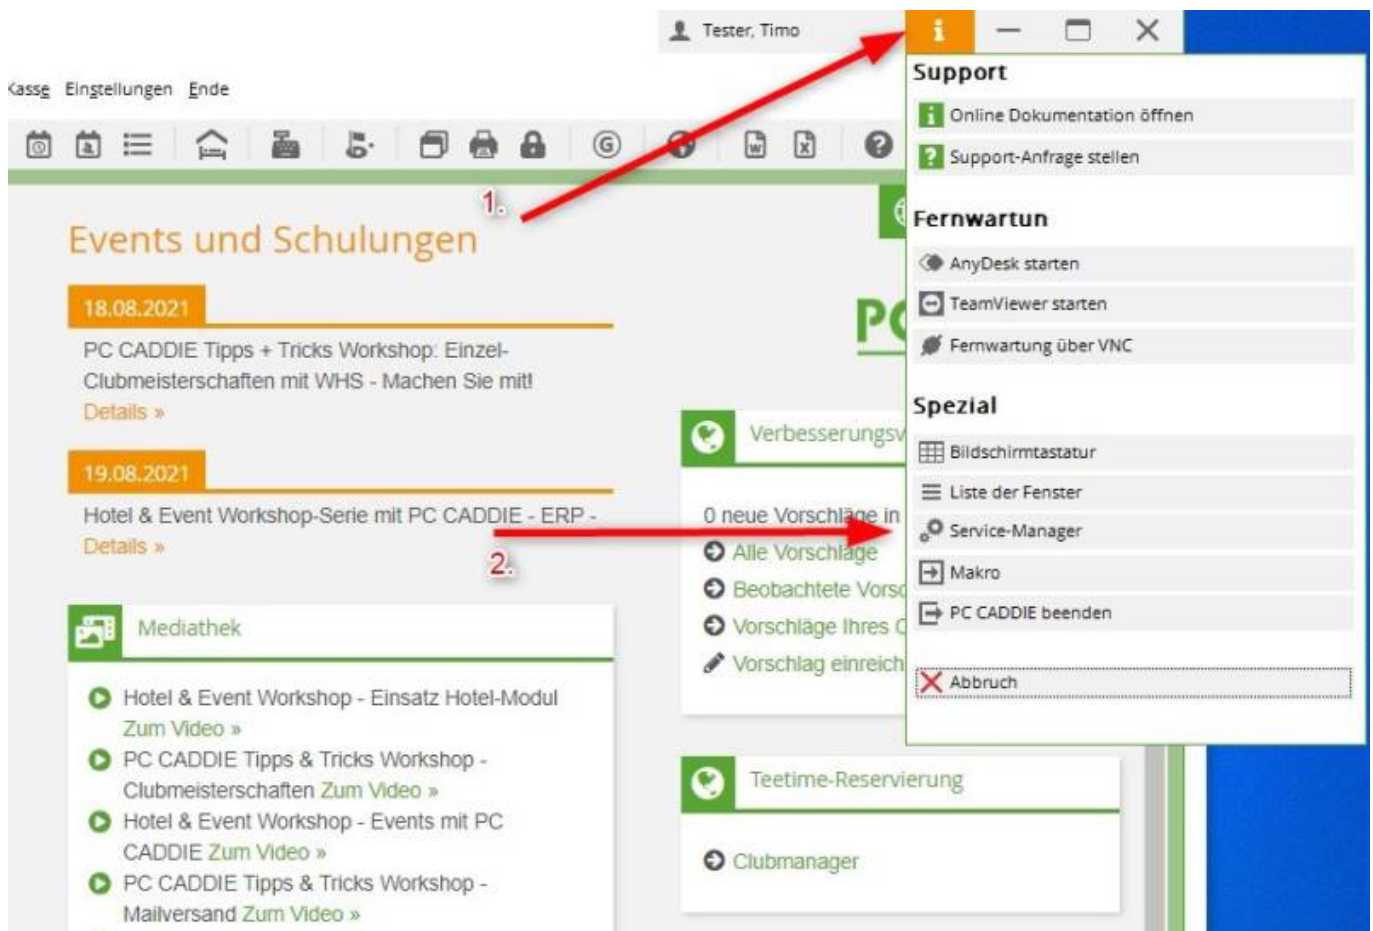 Tester, Timo
i
Kasse Einstellungen Ende
Support
Online Dokumentation öffnen
Support-Anfrage stellen
1.
Events und Schulungen
Fernwartun
AnyDesk starten
TeamViewer starten
Fernwartung über VNC
18.08.2021
PC CADDIE Tipps + Tricks Workshop: Einzel-
Clubmeisterschaften mit WHS - Machen Sie mit!
Details »
PC
19.08.2021
Hotel & Event Workshop-Serie mit PC CADDIE - ERP -
Details »
2.
Verbesserungsv
0 neue Vorschläge in
Alle Vorschläge
Beobachtete Vorsc
Vorschläge Ihres C
Vorschlag einreich
Spezial
Bildschirmtastatur
Liste der Fenster
Service-Manager
Makro
PC CADDIE beenden
Abbruch
Mediathek
Hotel & Event Workshop - Einsatz Hotel-Modul
Zum Video »
PC CADDIE Tipps & Tricks Workshop -
Clubmeisterschaften Zum Video »
Hotel & Event Workshop - Events mit PC
CADDIE Zum Video »
PC CADDIE Tipps & Tricks Workshop -
Mailversand Zum Video »
Teetime-Reservierung
Clubmanager